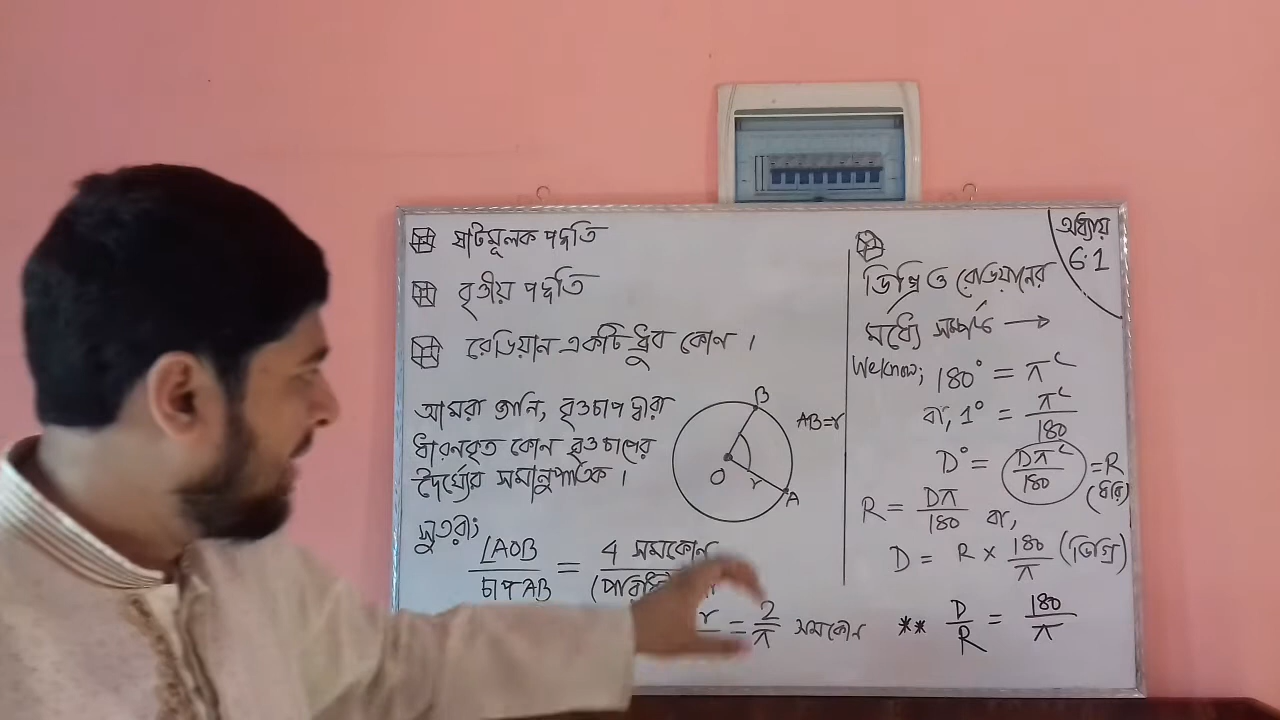 ষাটমূলক পদ্ধতি
বৃত্তীয় পদ্ধতি
রেডিয়ান একটি ধ্রুব কোন ।
আমরা জানি, বৃত্তচাপ দ্বারা
ধারনকৃত কোন বৃত্তচাপের
দৈর্ঘ্যের সমানুপাতিক ।
সুতরাং
∠AOB / চাপ AB = 4 সমকোন
r = 2/π সমকোন
B
O
r
A
AB=r
অধ্যায়
6.1
ডিগ্রি ও রেডিয়ানের
মধ্যে সম্পর্ক →
We know; 180° = π^c
বা, 1° = π^c/180
D° = Dπ^c/180 = R
(ধরি)
R = Dπ/180 বা,
D = R × 180/π (ডিগ্রি)
** D/R = 180/π